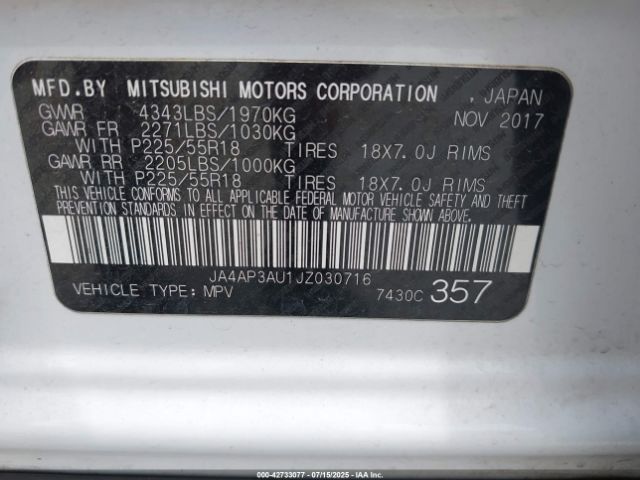 MFD.BY MITSUBISHI MOTORS CORPORATION , JAPAN
GVWR 4343LBS/1970KG NOV 2017
GAWR FR 2271LBS/1030KG
WITH P225/55R18 TIRES 18X7.0J RIMS
GAWR RR 2205LBS/1000KG
WITH P225/55R18 TIRES 18X7.0J RIMS
THIS VEHICLE CONFORMS TO ALL APPLICABLE FEDERAL MOTOR VEHICLE SAFETY AND THEFT
PREVENTION STANDARDS IN EFFECT ON THE DATE OF MANUFACTURE SHOWN ABOVE.
JA4AP3AU1JZ030716
VEHICLE TYPE: MPV 7430C 357
000-42733077 - 07/15/2025 - IAA, Inc.